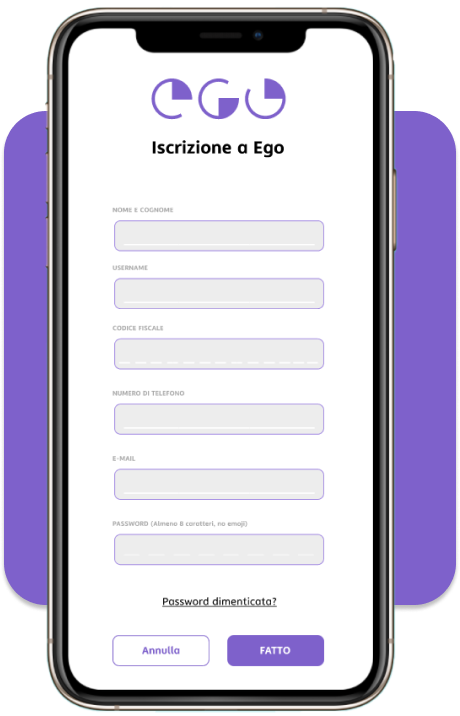 eGO
Iscrizione a Ego
NOME E COGNOME
USERNAME
CODICE FISCALE
NUMERO DI TELEFONO
E-MAIL
PASSWORD (Almeno 8 caratteri, no emoji)
Password dimenticata?
Annulla
FATTO